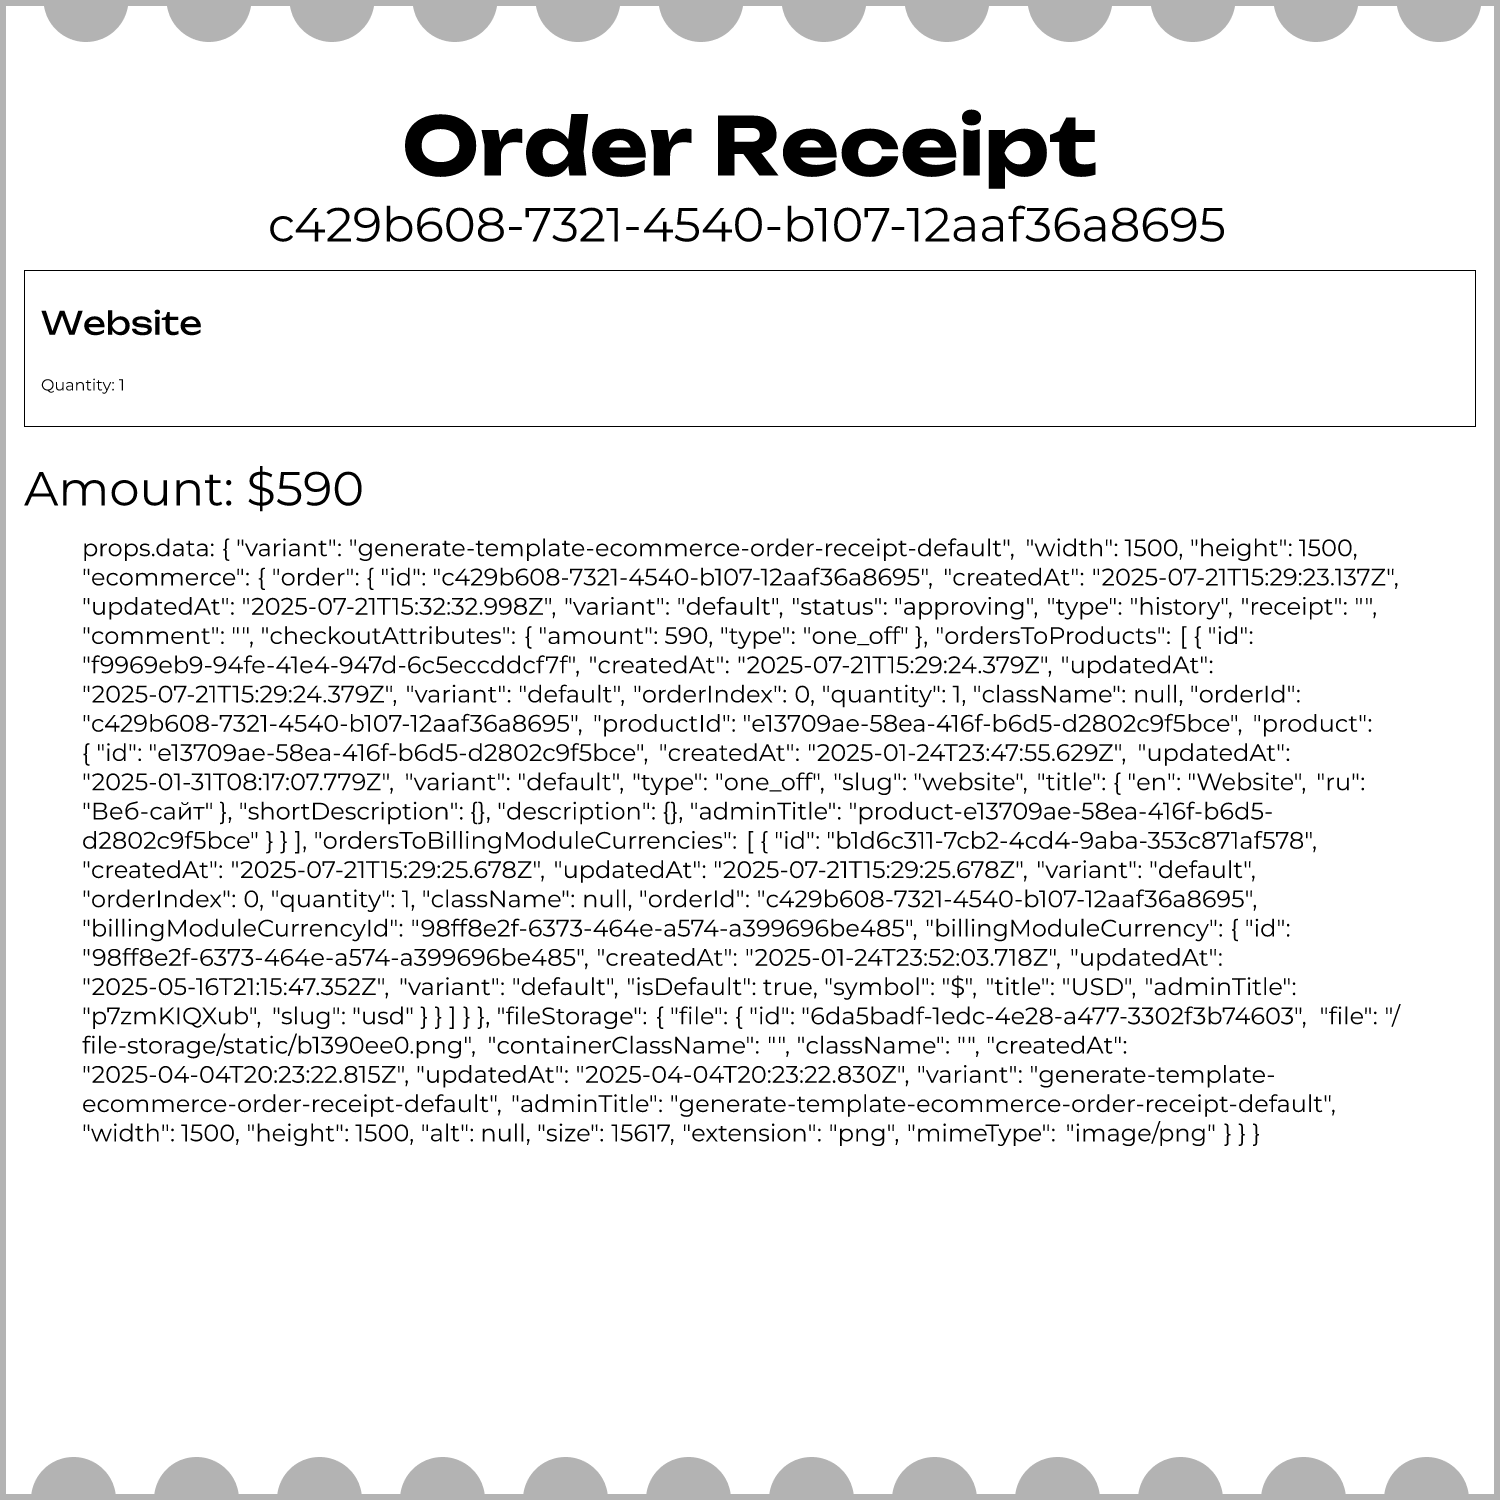 Order Receipt
c429b608-7321-4540-b107-12aaf36a8695
Website
Quantity: 1
Amount: $590
props.data: { "variant": "generate-template-ecommerce-order-receipt-default", "width": 1500, "height": 1500,
"ecommerce": { "order": { "id": "c429b608-7321-4540-b107-12aaf36a8695", "createdAt": "2025-07-21T15:29:23.137Z",
"updatedAt": "2025-07-21T15:32:32.998Z", "variant": "default", "status": "approving", "type": "history", "receipt": "",
"comment": "", "checkoutAttributes": { "amount": 590, "type": "one_off" }, "ordersToProducts": [ { "id":
"f9969eb9-94fe-41e4-947d-6c5eccddcf7f", "createdAt": "2025-07-21T15:29:24.379Z", "updatedAt":
"2025-07-21T15:29:24.379Z", "variant": "default", "orderIndex": 0, "quantity": 1, "className": null, "orderId":
"c429b608-7321-4540-b107-12aaf36a8695", "productId": "e13709ae-58ea-416f-b6d5-d2802c9f5bce", "product":
{ "id": "e13709ae-58ea-416f-b6d5-d2802c9f5bce", "createdAt": "2025-01-24T23:47:55.629Z", "updatedAt":
"2025-01-31T08:17:07.779Z", "variant": "default", "type": "one_off", "slug": "website", "title": { "en": "Website", "ru":
"Веб-сайт" }, "shortDescription": {}, "description": {}, "adminTitle": "product-e13709ae-58ea-416f-b6d5-
d2802c9f5bce" } } ], "ordersToBillingModuleCurrencies": [ { "id": "b1d6c311-7cb2-4cd4-9aba-353c871af578",
"createdAt": "2025-07-21T15:29:25.678Z", "updatedAt": "2025-07-21T15:29:25.678Z", "variant": "default",
"orderIndex": 0, "quantity": 1, "className": null, "orderId": "c429b608-7321-4540-b107-12aaf36a8695",
"billingModuleCurrencyId": "98ff8e2f-6373-464e-a574-a399696be485", "billingModuleCurrency": { "id":
"98ff8e2f-6373-464e-a574-a399696be485", "createdAt": "2025-01-24T23:52:03.718Z", "updatedAt":
"2025-05-16T21:15:47.352Z", "variant": "default", "isDefault": true, "symbol": "$", "title": "USD", "adminTitle":
"p7zmKIQXub", "slug": "usd" } } ] } }, "fileStorage": { "file": { "id": "6da5badf-1edc-4e28-a477-3302f3b74603", "file": "/
file-storage/static/b1390ee0.png", "containerClassName": "", "className": "", "createdAt":
"2025-04-04T20:23:22.815Z", "updatedAt": "2025-04-04T20:23:22.830Z", "variant": "generate-template-
ecommerce-order-receipt-default", "adminTitle": "generate-template-ecommerce-order-receipt-default",
"width": 1500, "height": 1500, "alt": null, "size": 15617, "extension": "png", "mimeType": "image/png" } } }